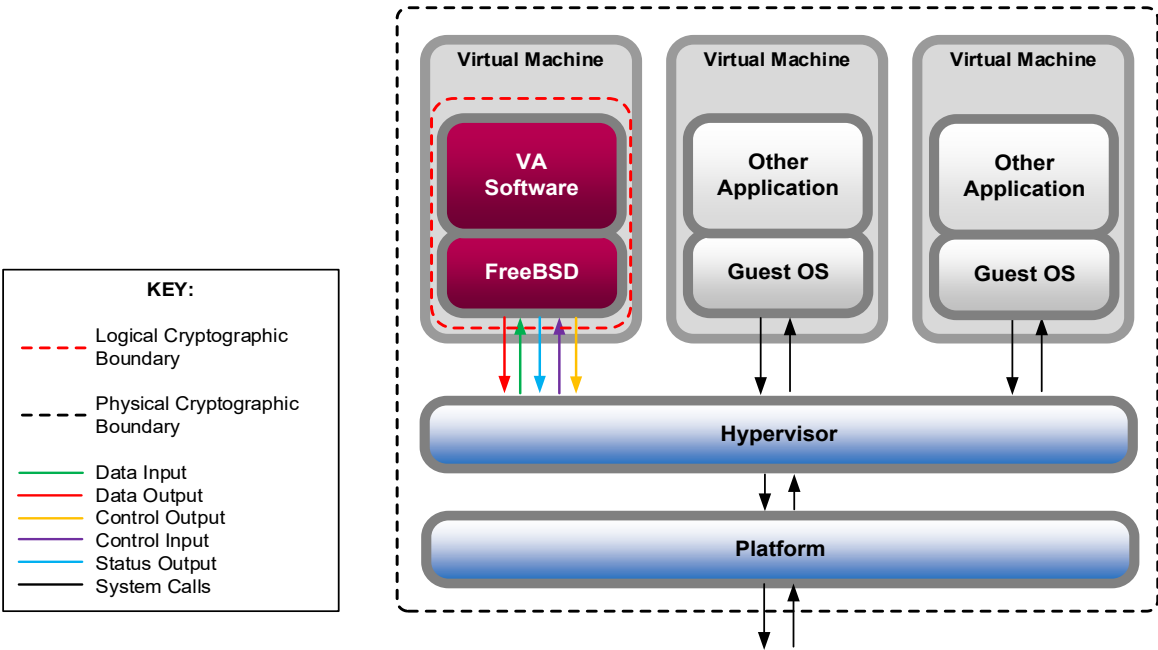 Virtual Machine
VA
Software
FreeBSD
Virtual Machine
Other
Application
Guest OS
Virtual Machine
Other
Application
Guest OS
Hypervisor
Platform
KEY:
Logical Cryptographic
Boundary
Physical Cryptographic
Boundary
Data Input
Data Output
Control Output
Control Input
Status Output
System Calls